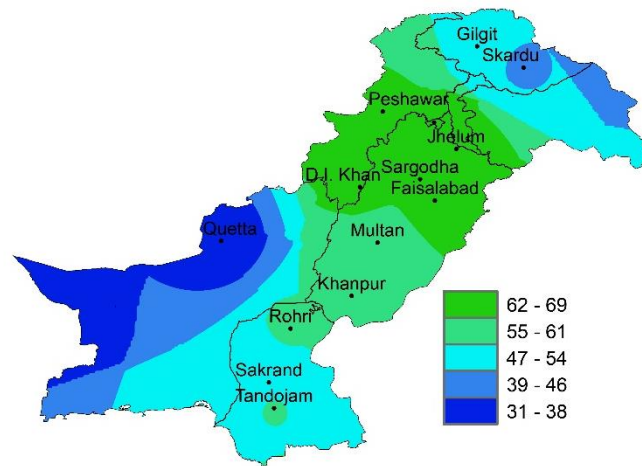 Gilgit
Skardu
Peshawar
Jhelum
Sargodha
D.I. Khan
Faisalabad
Quetta
Multan
Khanpur
Rohri
Sakrand
Tandojam
62 - 69
55 - 61
47 - 54
39 - 46
31 - 38